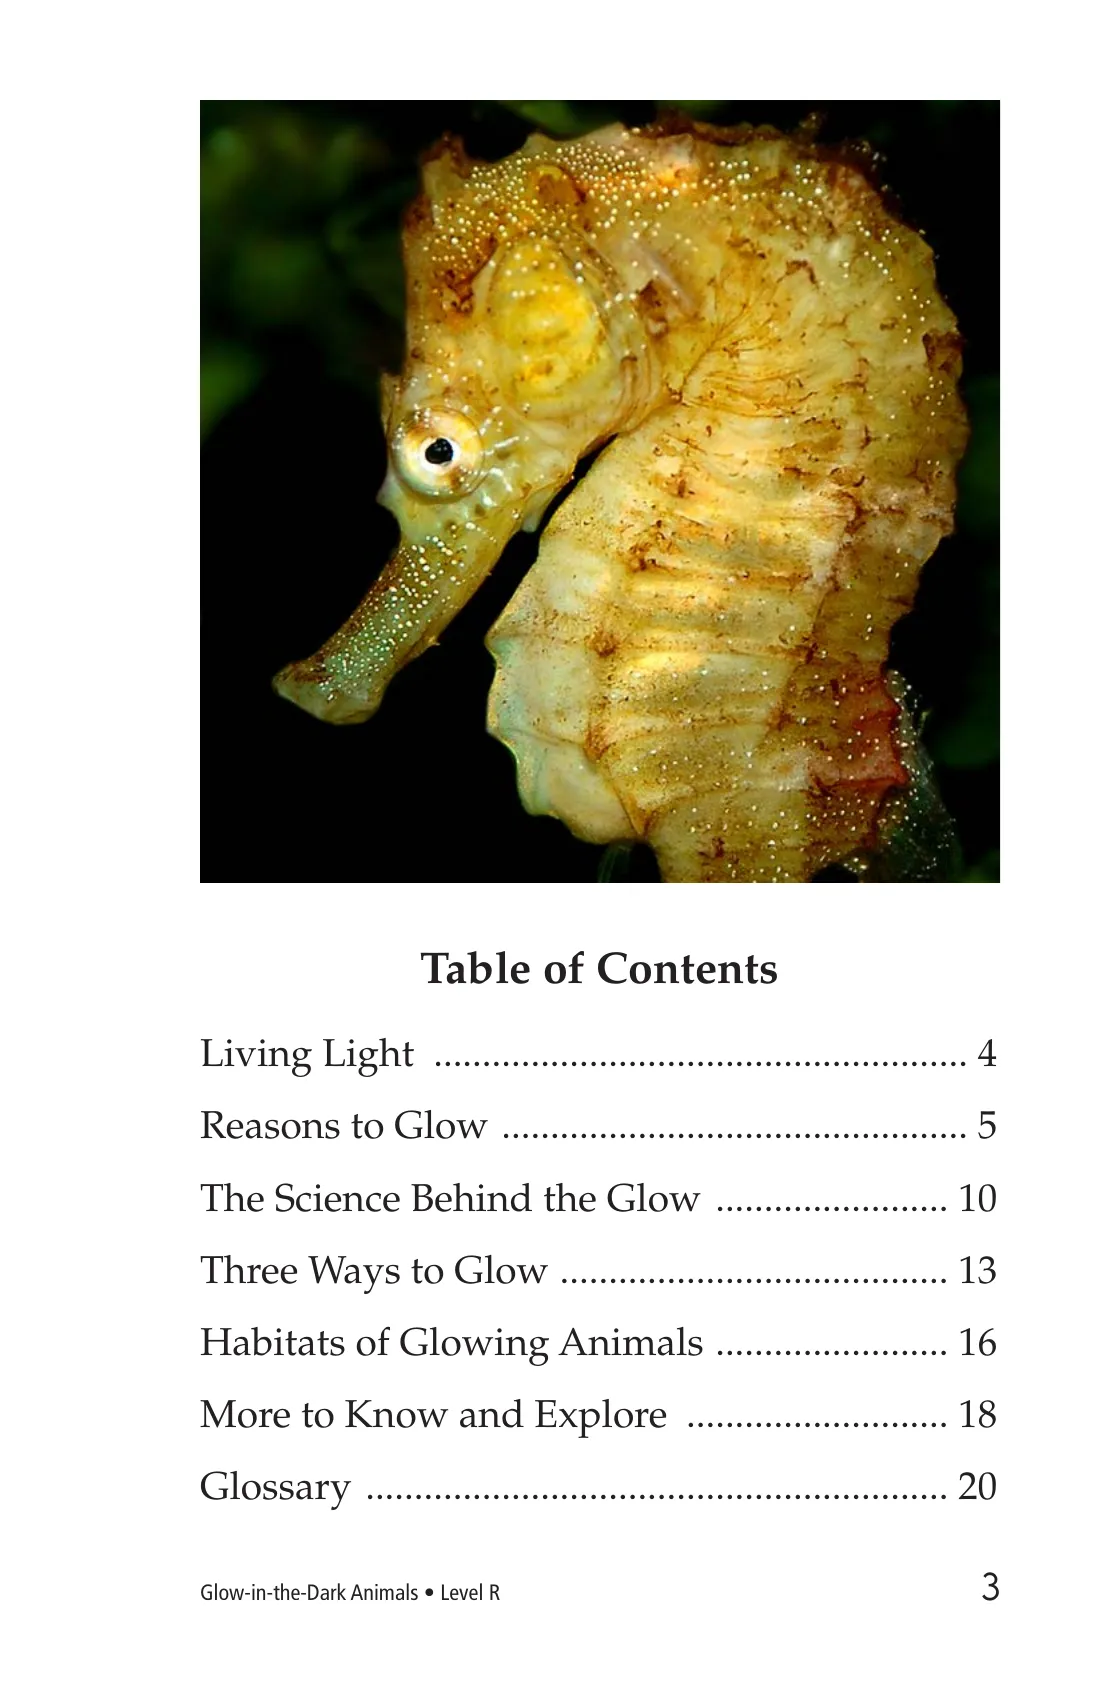 Table of Contents
Living Light ....................................................... 4
Reasons to Glow ................................................ 5
The Science Behind the Glow ........................ 10
Three Ways to Glow ........................................ 13
Habitats of Glowing Animals ........................ 16
More to Know and Explore ........................... 18
Glossary ............................................................ 20
Glow-in-the-Dark Animals • Level R 3